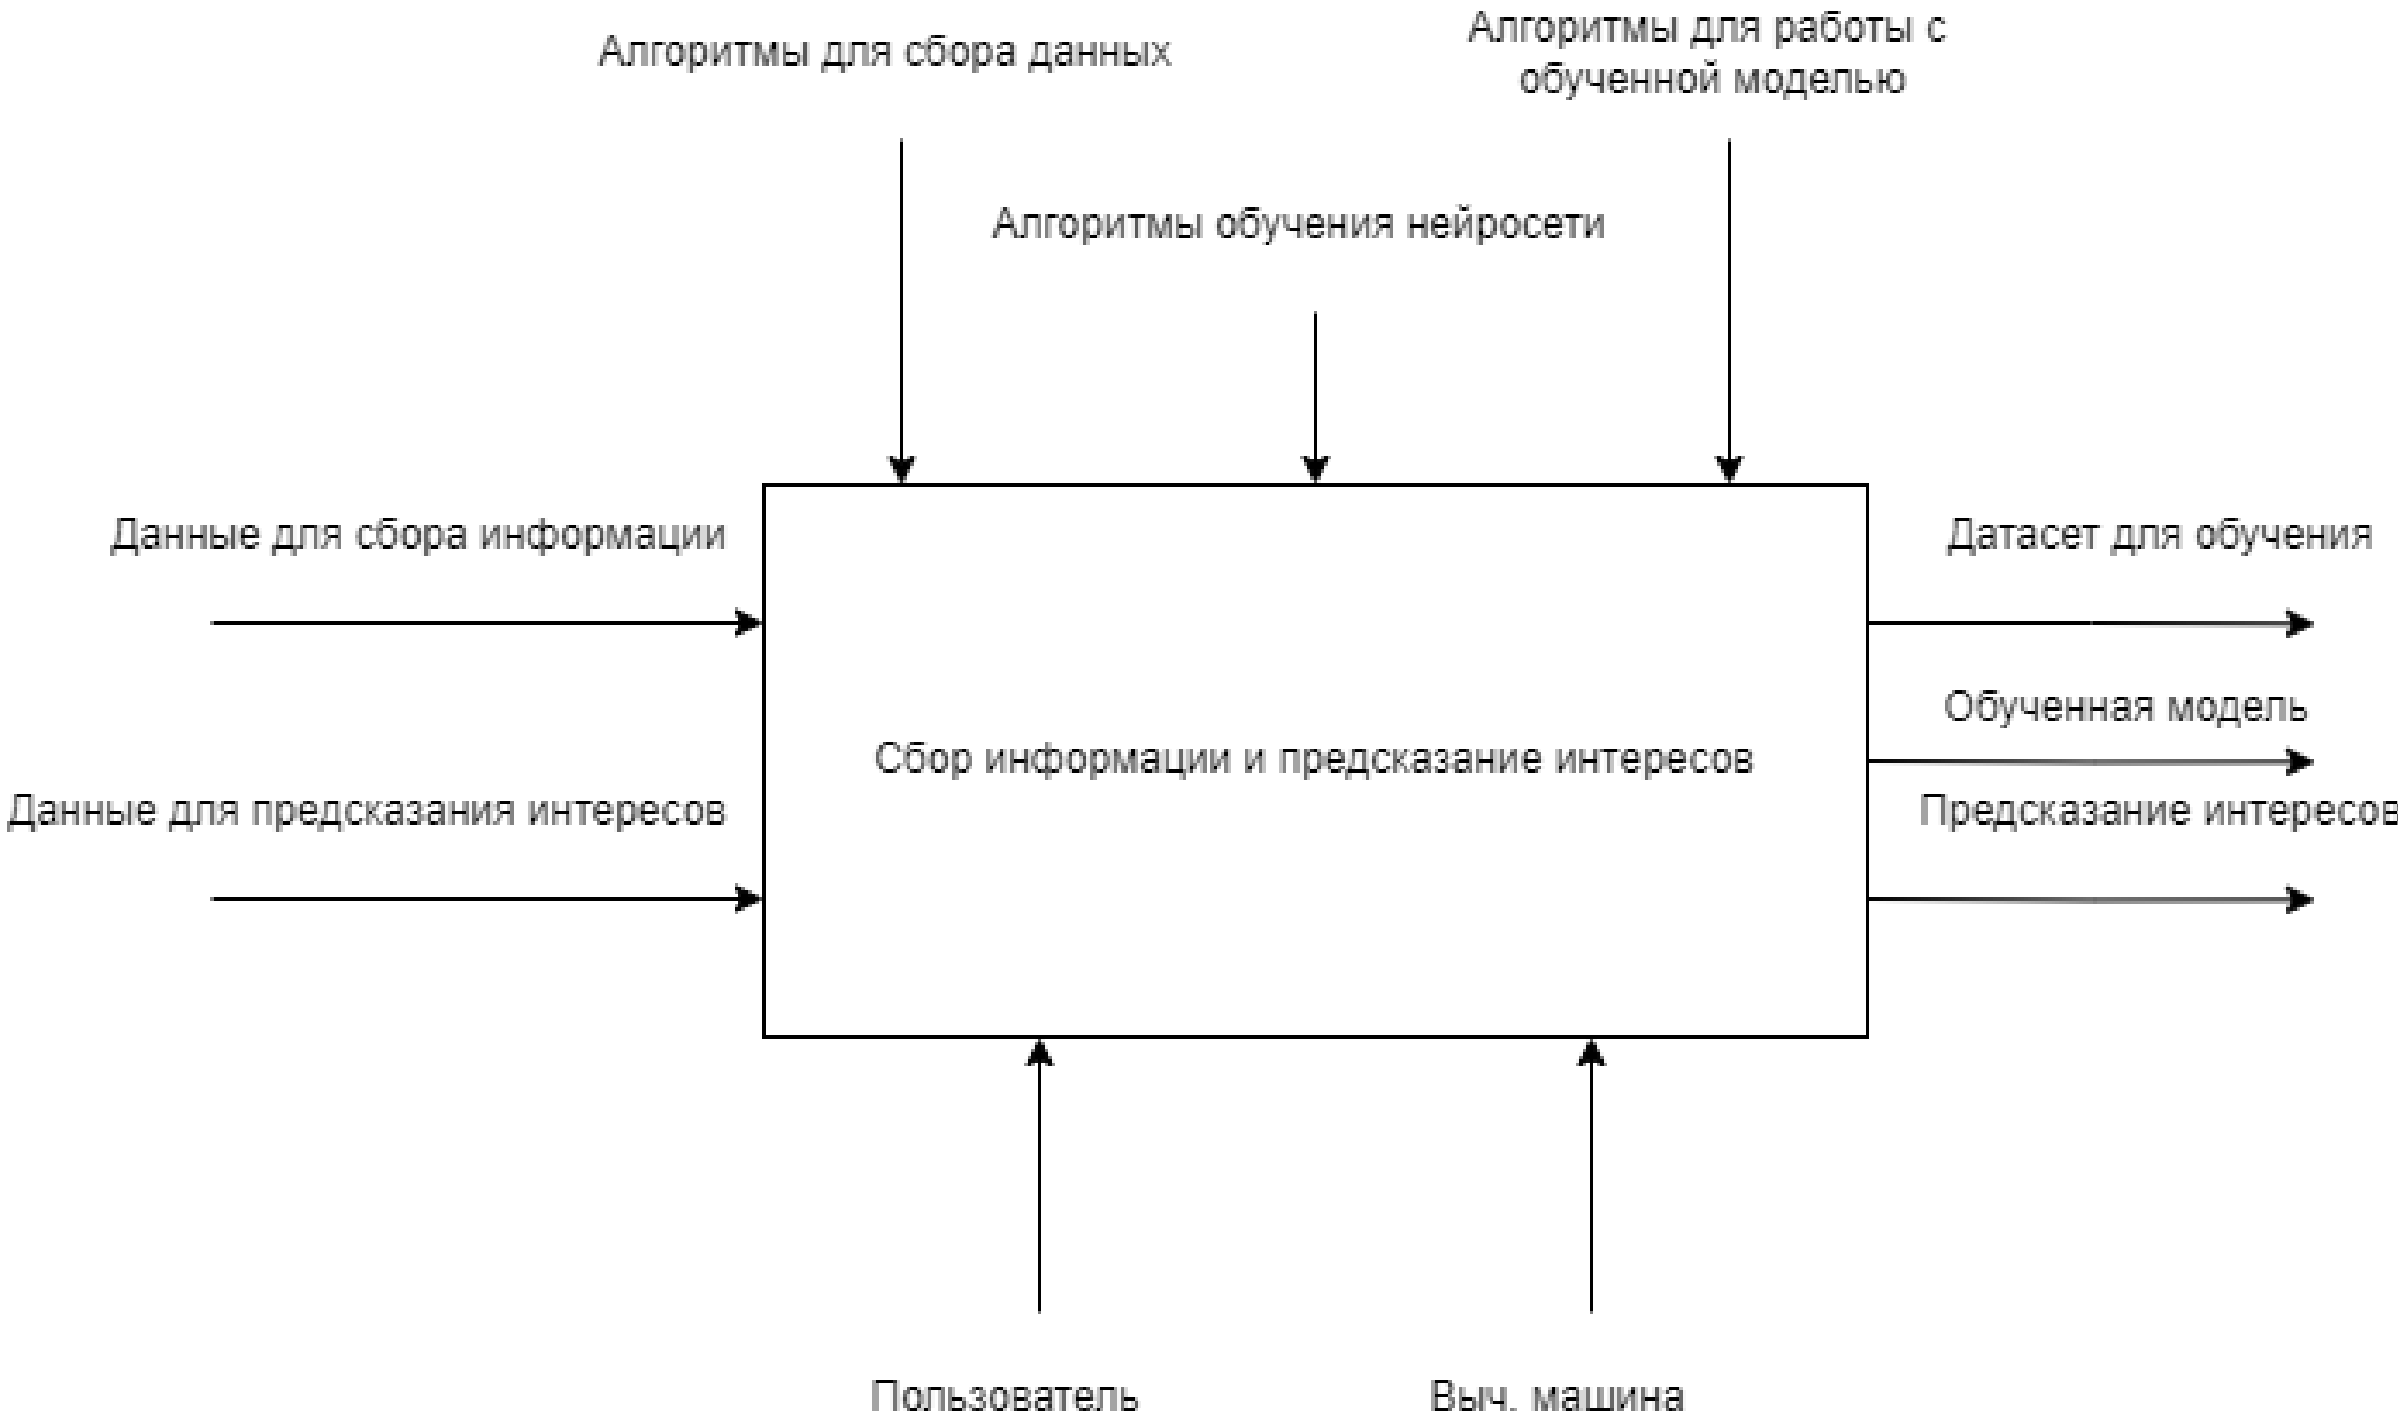 Алгоритмы для работы с
обученной моделью
Алгоритмы для сбора данных
Алгоритмы обучения нейросети
Данные для сбора информации
Датасет для обучения
Обученная модель
Сбор информации и предсказание интересов
Данные для предсказания интересов
Предсказание интересов
Пользователь
Выч. машина